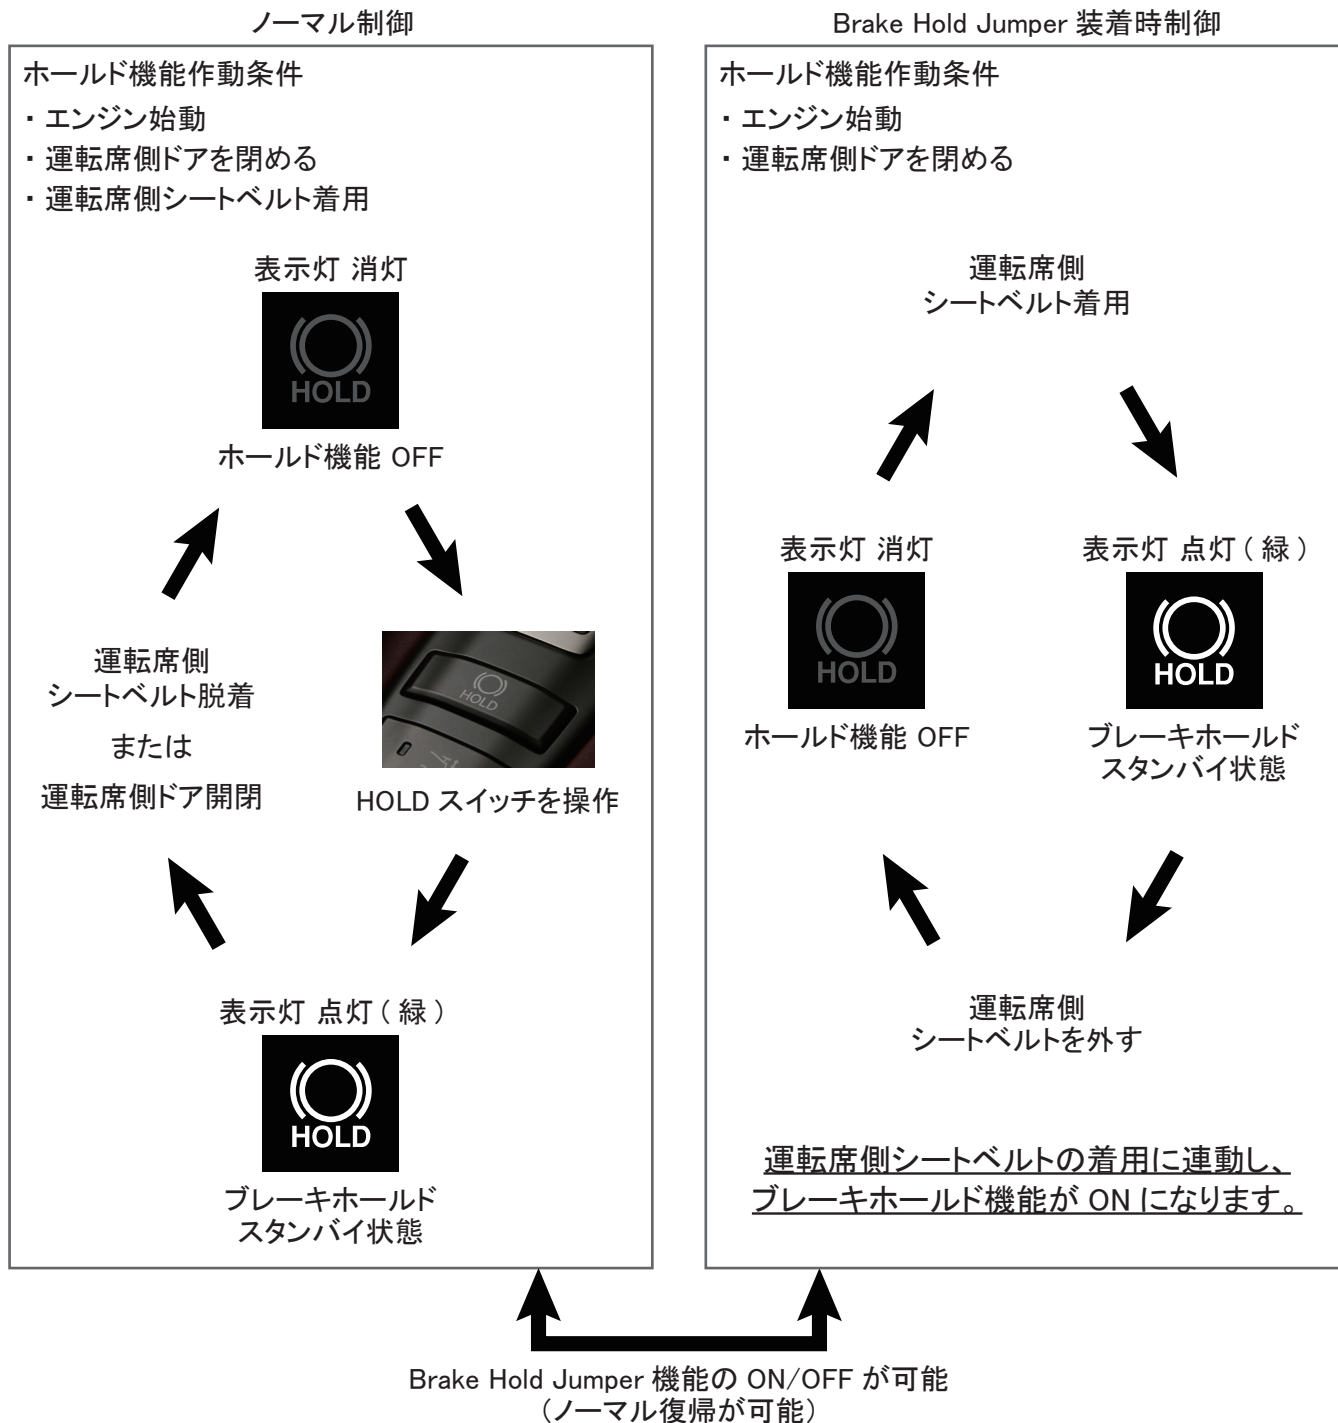 ノーマル制御
ホールド機能作動条件
・エンジン始動
・運転席側ドアを閉める
・運転席側シートベルト着用
表示灯 消灯
HOLD
ホールド機能 OFF
HOLD
HOLD スイッチを操作
表示灯 点灯 ( 緑 )
HOLD
ブレーキホールド
スタンバイ状態
運転席側
シートベルト脱着
または
運転席側ドア開閉
Brake Hold Jumper 装着時制御
ホールド機能作動条件
・エンジン始動
・運転席側ドアを閉める
運転席側
シートベルト着用
表示灯 点灯 ( 緑 )
HOLD
ブレーキホールド
スタンバイ状態
運転席側
シートベルトを外す
表示灯 消灯
HOLD
ホールド機能 OFF
運転席側シートベルトの着用に連動し、
ブレーキホールド機能が ON になります。
Brake Hold Jumper 機能の ON/OFF が可能
（ノーマル復帰が可能）